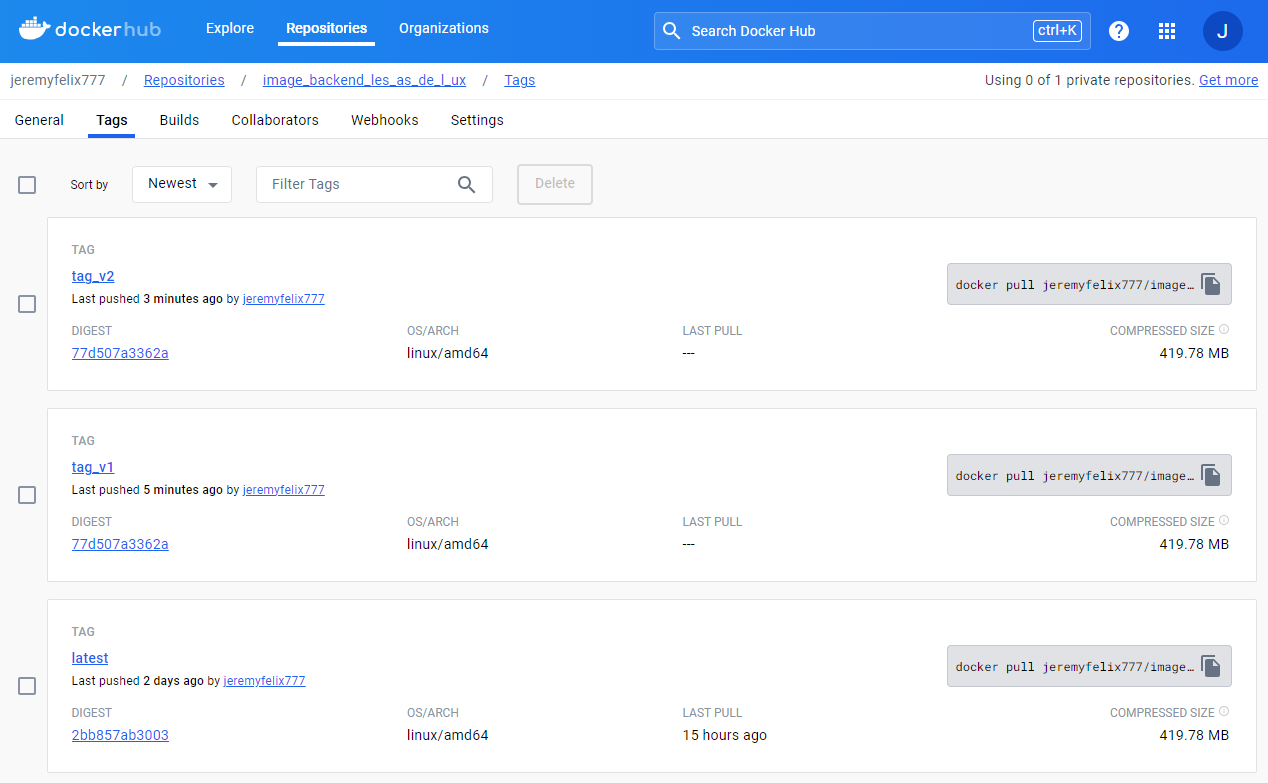 dockerhub Explore Repositories Organizations Search Docker Hub ctrl+K ? J
jeremyfelix777 / Repositories / image_backend_les_as_de_l_ux / Tags Using 0 of 1 private repositories. Get more
General Tags Builds Collaborators Webhooks Settings
Sort by Newest Filter Tags Delete
TAG
tag_v2
Last pushed 3 minutes ago by jeremyfelix777
docker pull jeremyfelix777/image…
DIGEST OS/ARCH LAST PULL COMPRESSED SIZE
77d507a3362a linux/amd64 --- 419.78 MB
TAG
tag_v1
Last pushed 5 minutes ago by jeremyfelix777
docker pull jeremyfelix777/image…
DIGEST OS/ARCH LAST PULL COMPRESSED SIZE
77d507a3362a linux/amd64 --- 419.78 MB
TAG
latest
Last pushed 2 days ago by jeremyfelix777
docker pull jeremyfelix777/image…
DIGEST OS/ARCH LAST PULL COMPRESSED SIZE
2bb857ab3003 linux/amd64 15 hours ago 419.78 MB